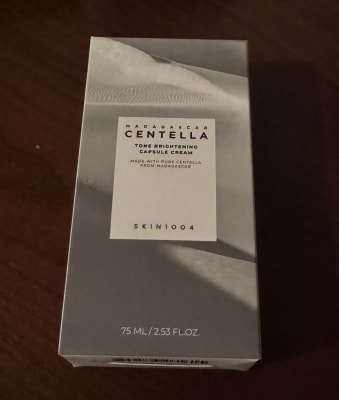 MADAGASCAR
CENTELLA
TONE BRIGHTENING
CAPSULE CREAM
MADE WITH PURE CENTELLA
FROM MADAGASCAR
SKIN1004
75 ML / 2.53 FL.OZ.